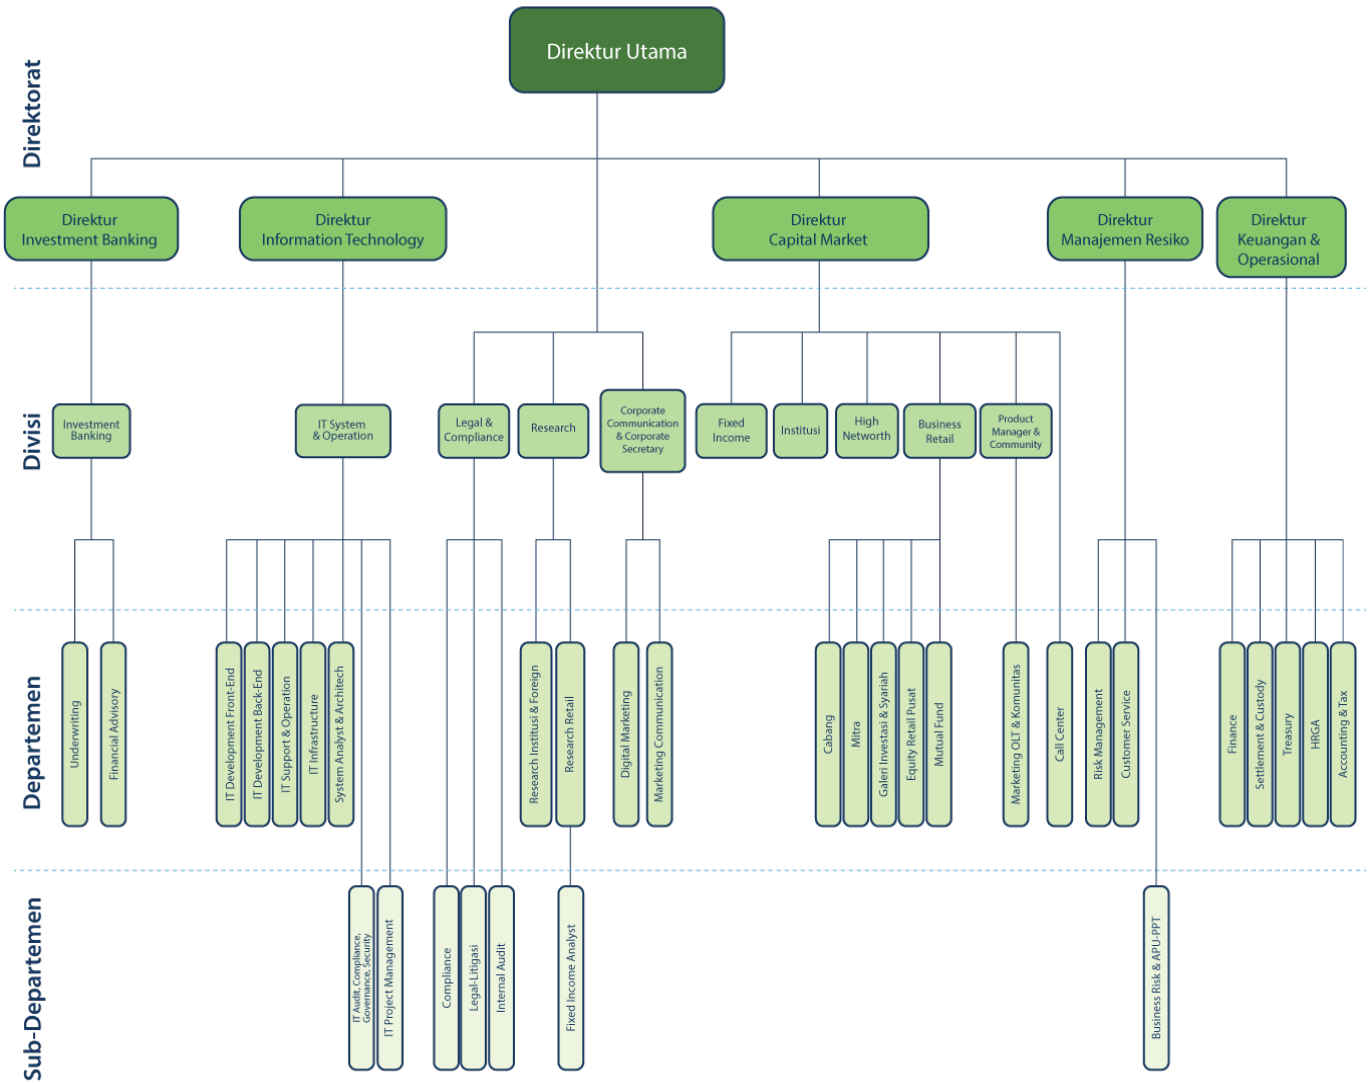 Direktorat
Direktur Utama
Direktur
Investment Banking
Direktur
Information Technology
Direktur
Capital Market
Direktur
Manajemen Resiko
Direktur
Keuangan &
Operasional
Divisi
Investment
Banking
IT System
& Operation
Legal &
Compliance
Research
Corporate
Communication
& Corporate
Secretary
Fixed
Income
Institusi
High
Networth
Business
Retail
Product
Manager &
Community
Departemen
Underwriting
Financial Advisory
IT Development Front-End
IT Development Back-End
IT Support & Operation
IT Infrastructure
System Analyst & Architech
Research Institusi & Foreign
Research Retail
Digital Marketing
Marketing Communication
Cabang
Mitra
Galeri Investasi & Syariah
Equity Retail Pusat
Mutual Fund
Marketing OLT & Komunitas
Call Center
Risk Management
Customer Service
Finance
Settlement & Custody
Treasury
HRGA
Accounting & Tax
Sub-Departemen
IT Audit, Compliance,
Governance, Security
IT Project Management
Compliance
Legal-Litigasi
Internal Audit
Fixed Income Analyst
Business Risk & APU-PPT